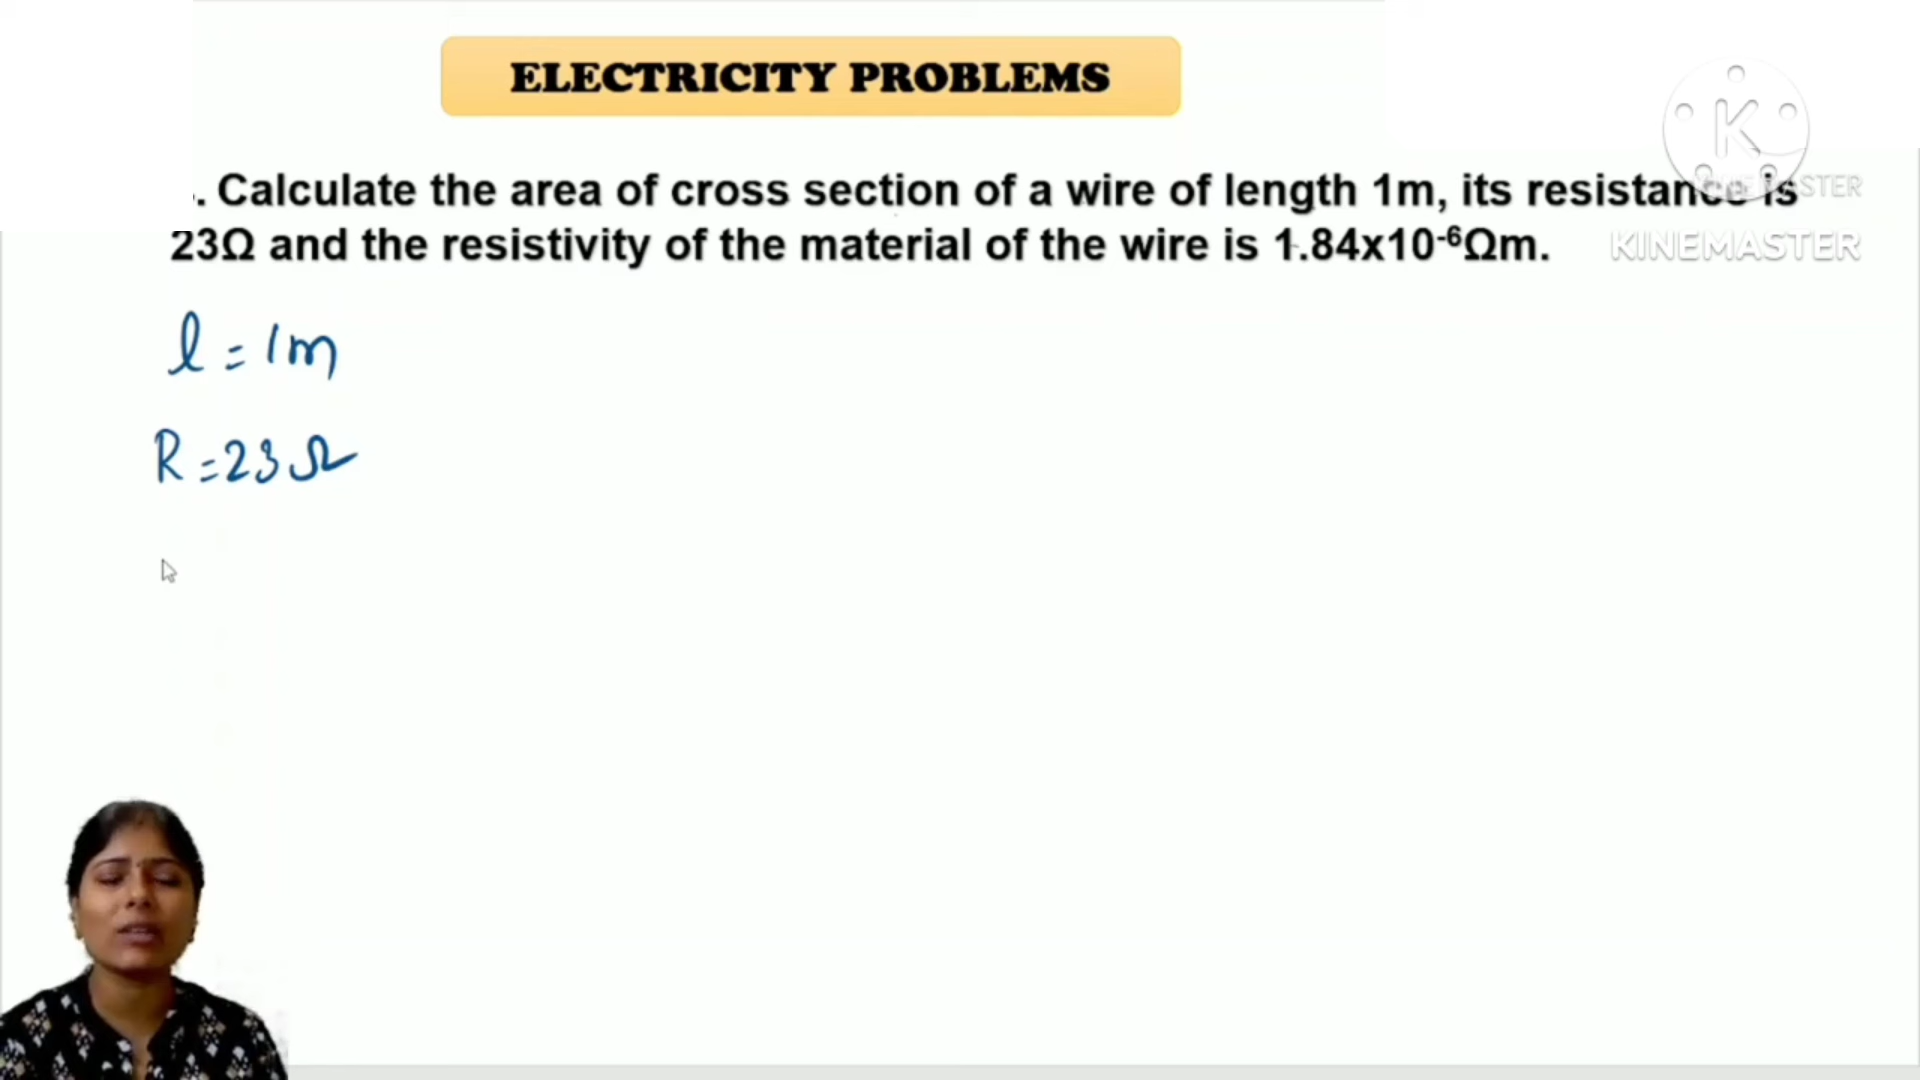 ELECTRICITY PROBLEMS
. Calculate the area of cross section of a wire of length 1m, its resistance is
23Ω and the resistivity of the material of the wire is 1.84x10⁻⁶Ωm.
KINEMASTER
l = 1m
R = 23 Ω